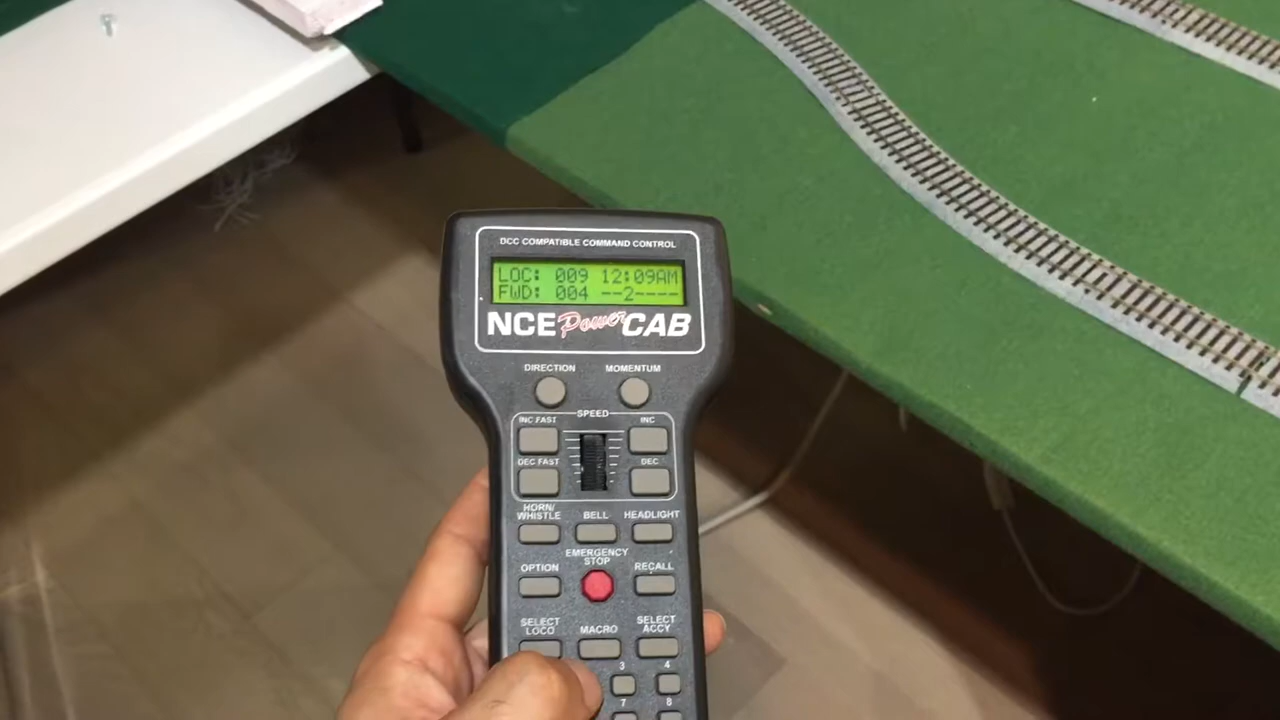 DCC COMPATIBLE COMMAND CONTROL
LOC: 009 12:09AM
FWD: 004 --2----
NCE Power CAB
DIRECTION MOMENTUM
SPEED
INC FAST INC
DEC FAST DEC
HORN/
WHISTLE BELL HEADLIGHT
EMERGENCY
STOP
OPTION RECALL
SELECT
LOCO MACRO SELECT
ACCY
3 4
7 8